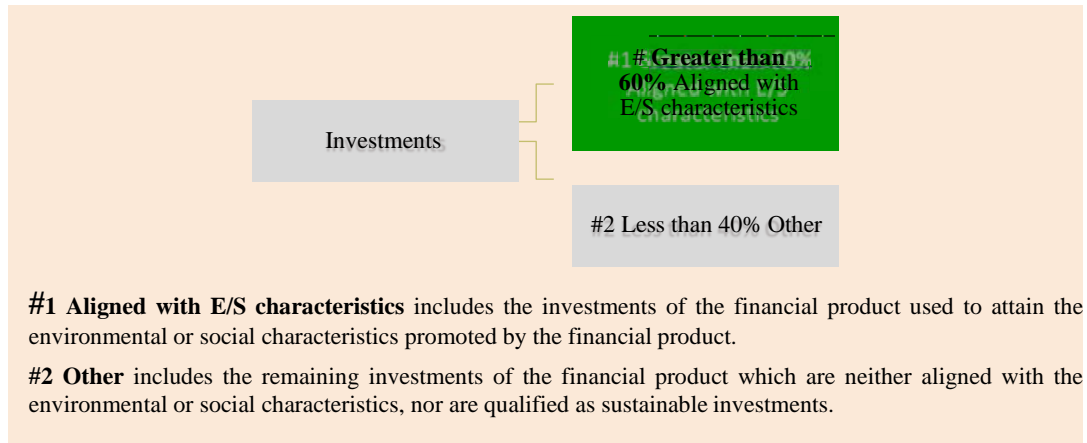 # Greater than
60% Aligned with
E/S characteristics
Investments
#2 Less than 40% Other
#1 Aligned with E/S characteristics includes the investments of the financial product used to attain the
environmental or social characteristics promoted by the financial product.
#2 Other includes the remaining investments of the financial product which are neither aligned with the
environmental or social characteristics, nor are qualified as sustainable investments.